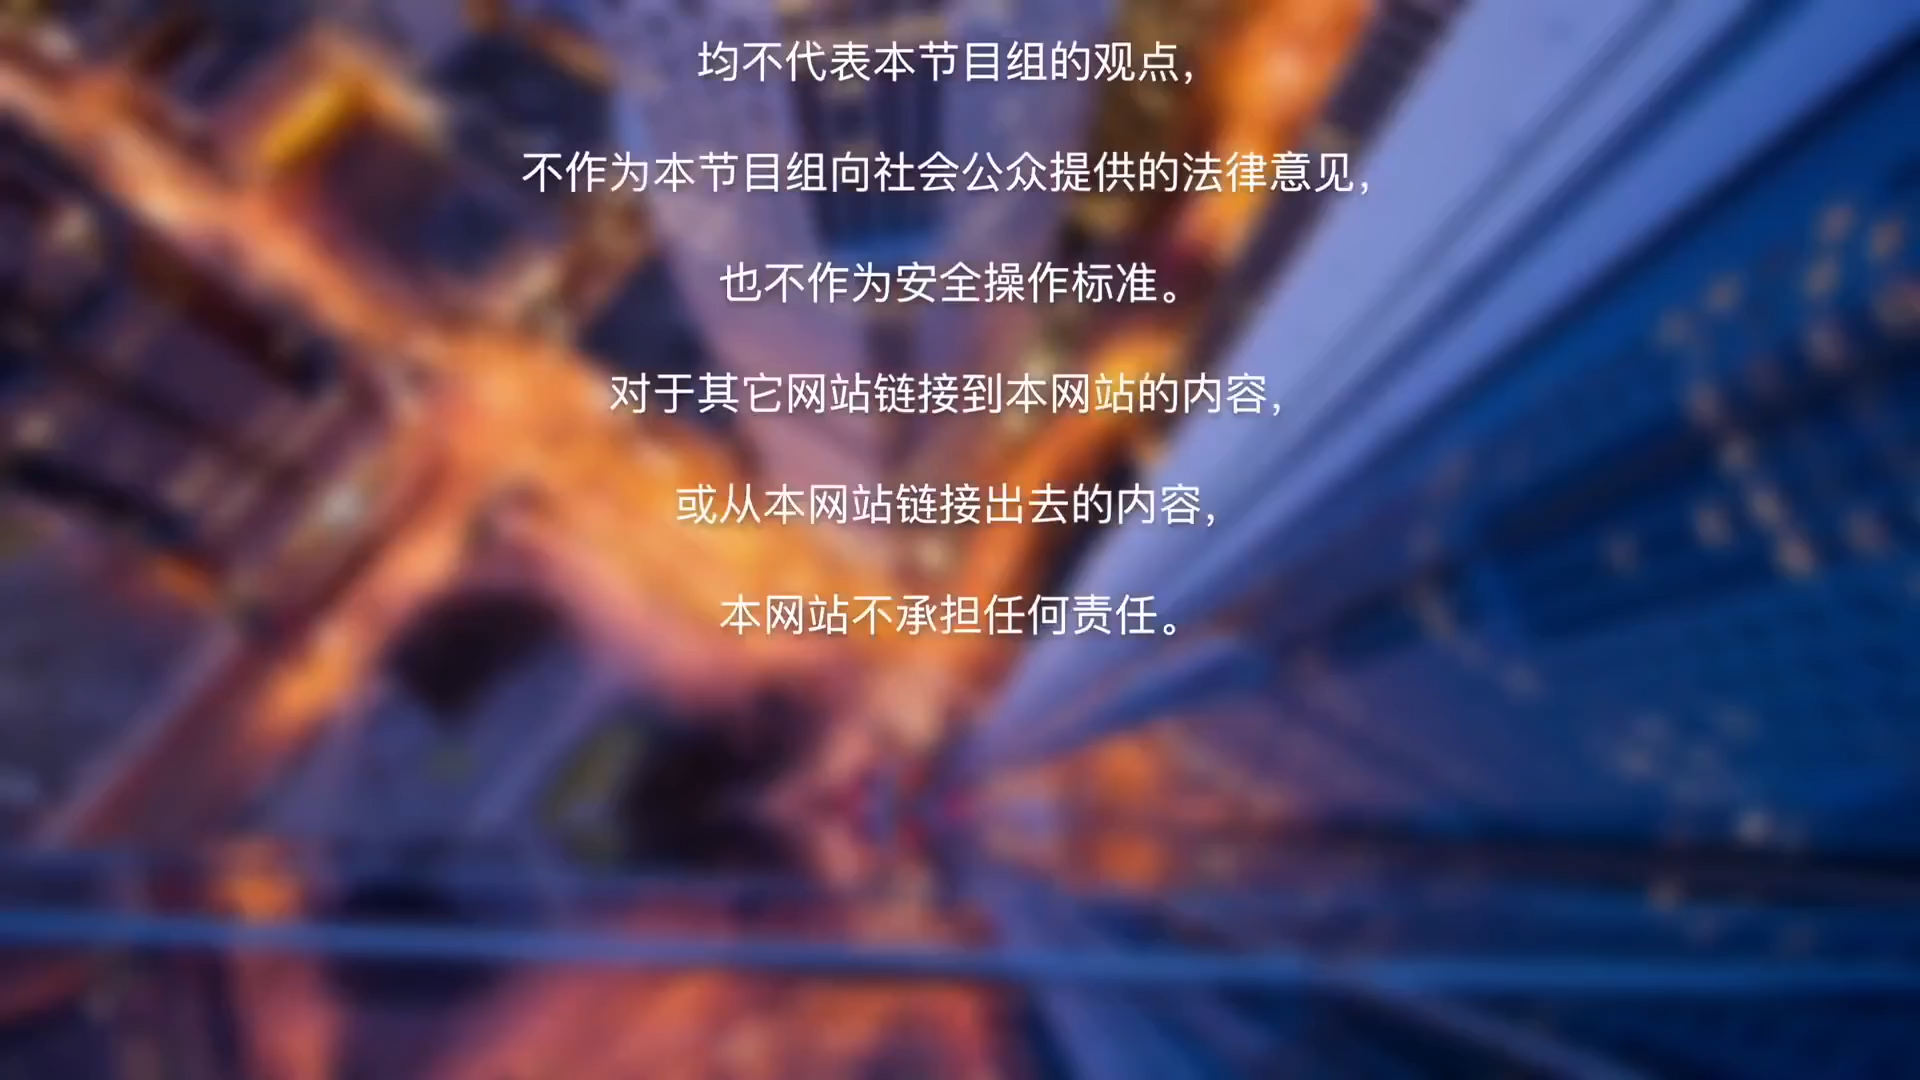 均不代表本节目组的观点，
不作为本节目组向社会公众提供的法律意见，
也不作为安全操作标准。
对于其它网站链接到本网站的内容，
或从本网站链接出去的内容，
本网站不承担任何责任。